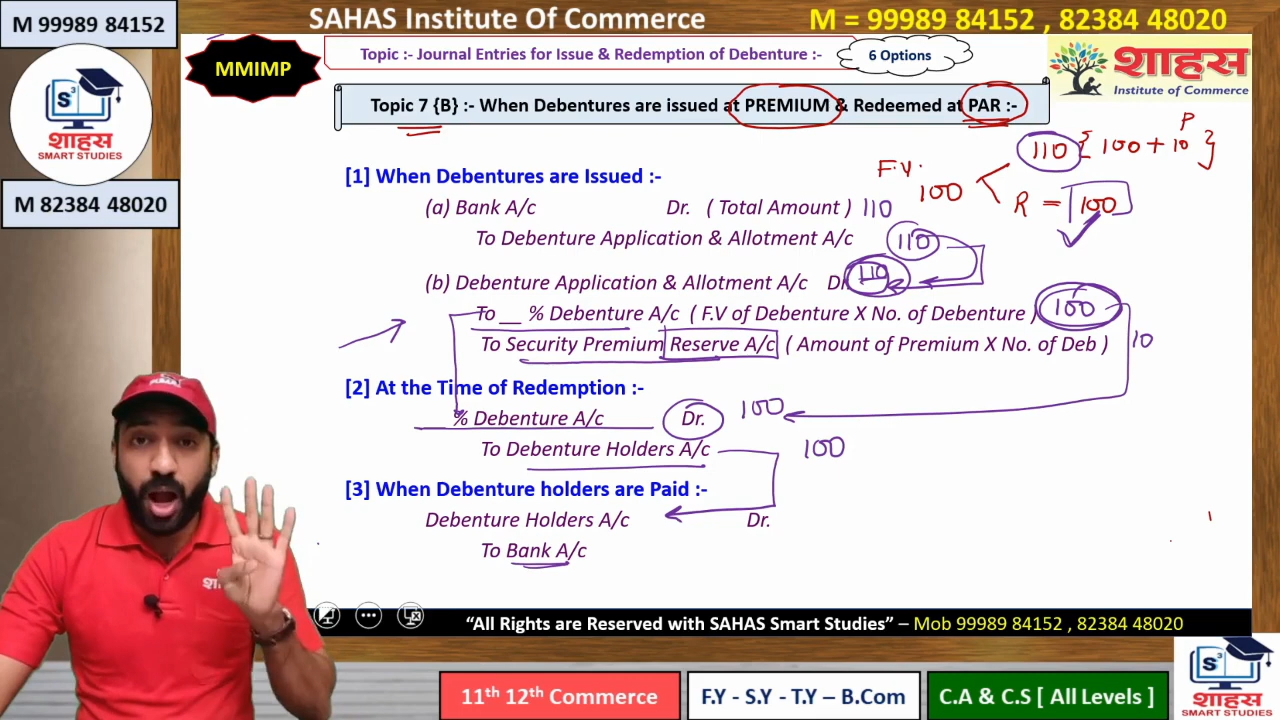 M 99989 84152
SAHAS Institute Of Commerce
M = 99989 84152 , 82384 48020
MMIMP
Topic :- Journal Entries for Issue & Redemption of Debenture :-
6 Options
शाहस
Institute of Commerce
S³
शाहस
SMART STUDIES
M 82384 48020
Topic 7 {B} :- When Debentures are issued at PREMIUM & Redeemed at PAR :-
P
110 { 100 + 10 }
F.V.
100
R = 100
[1] When Debentures are Issued :-
(a) Bank A/c Dr. ( Total Amount ) 110
To Debenture Application & Allotment A/c 110
(b) Debenture Application & Allotment A/c Dr. 110
To __ % Debenture A/c ( F.V of Debenture X No. of Debenture ) 100
To Security Premium Reserve A/c ( Amount of Premium X No. of Deb ) 10
[2] At the Time of Redemption :-
% Debenture A/c Dr. 100
To Debenture Holders A/c 100
[3] When Debenture holders are Paid :-
Debenture Holders A/c Dr.
To Bank A/c
“All Rights are Reserved with SAHAS Smart Studies” – Mob 99989 84152 , 82384 48020
11th 12th Commerce
F.Y - S.Y - T.Y – B.Com
C.A & C.S [ All Levels ]
S³
शाहस
SMART STUDIES